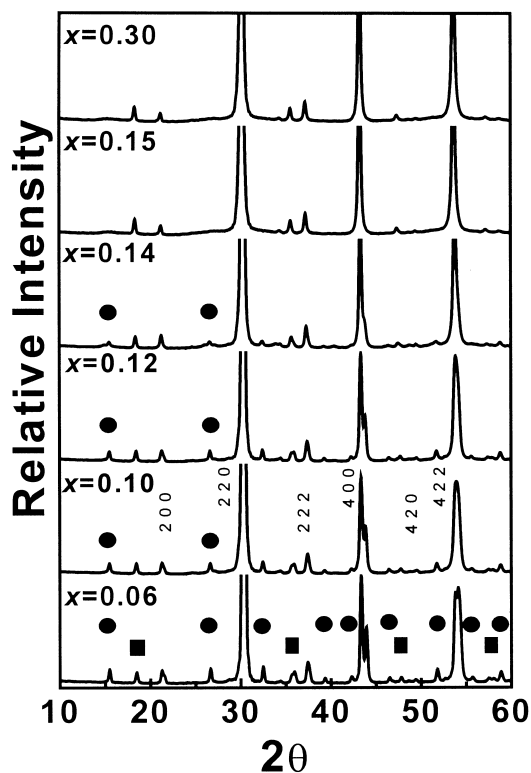 Relative Intensity
x=0.30
x=0.15
x=0.14
x=0.12
x=0.10
200
220
222
400
420
422
x=0.06
10 20 30 40 50 60
2θ